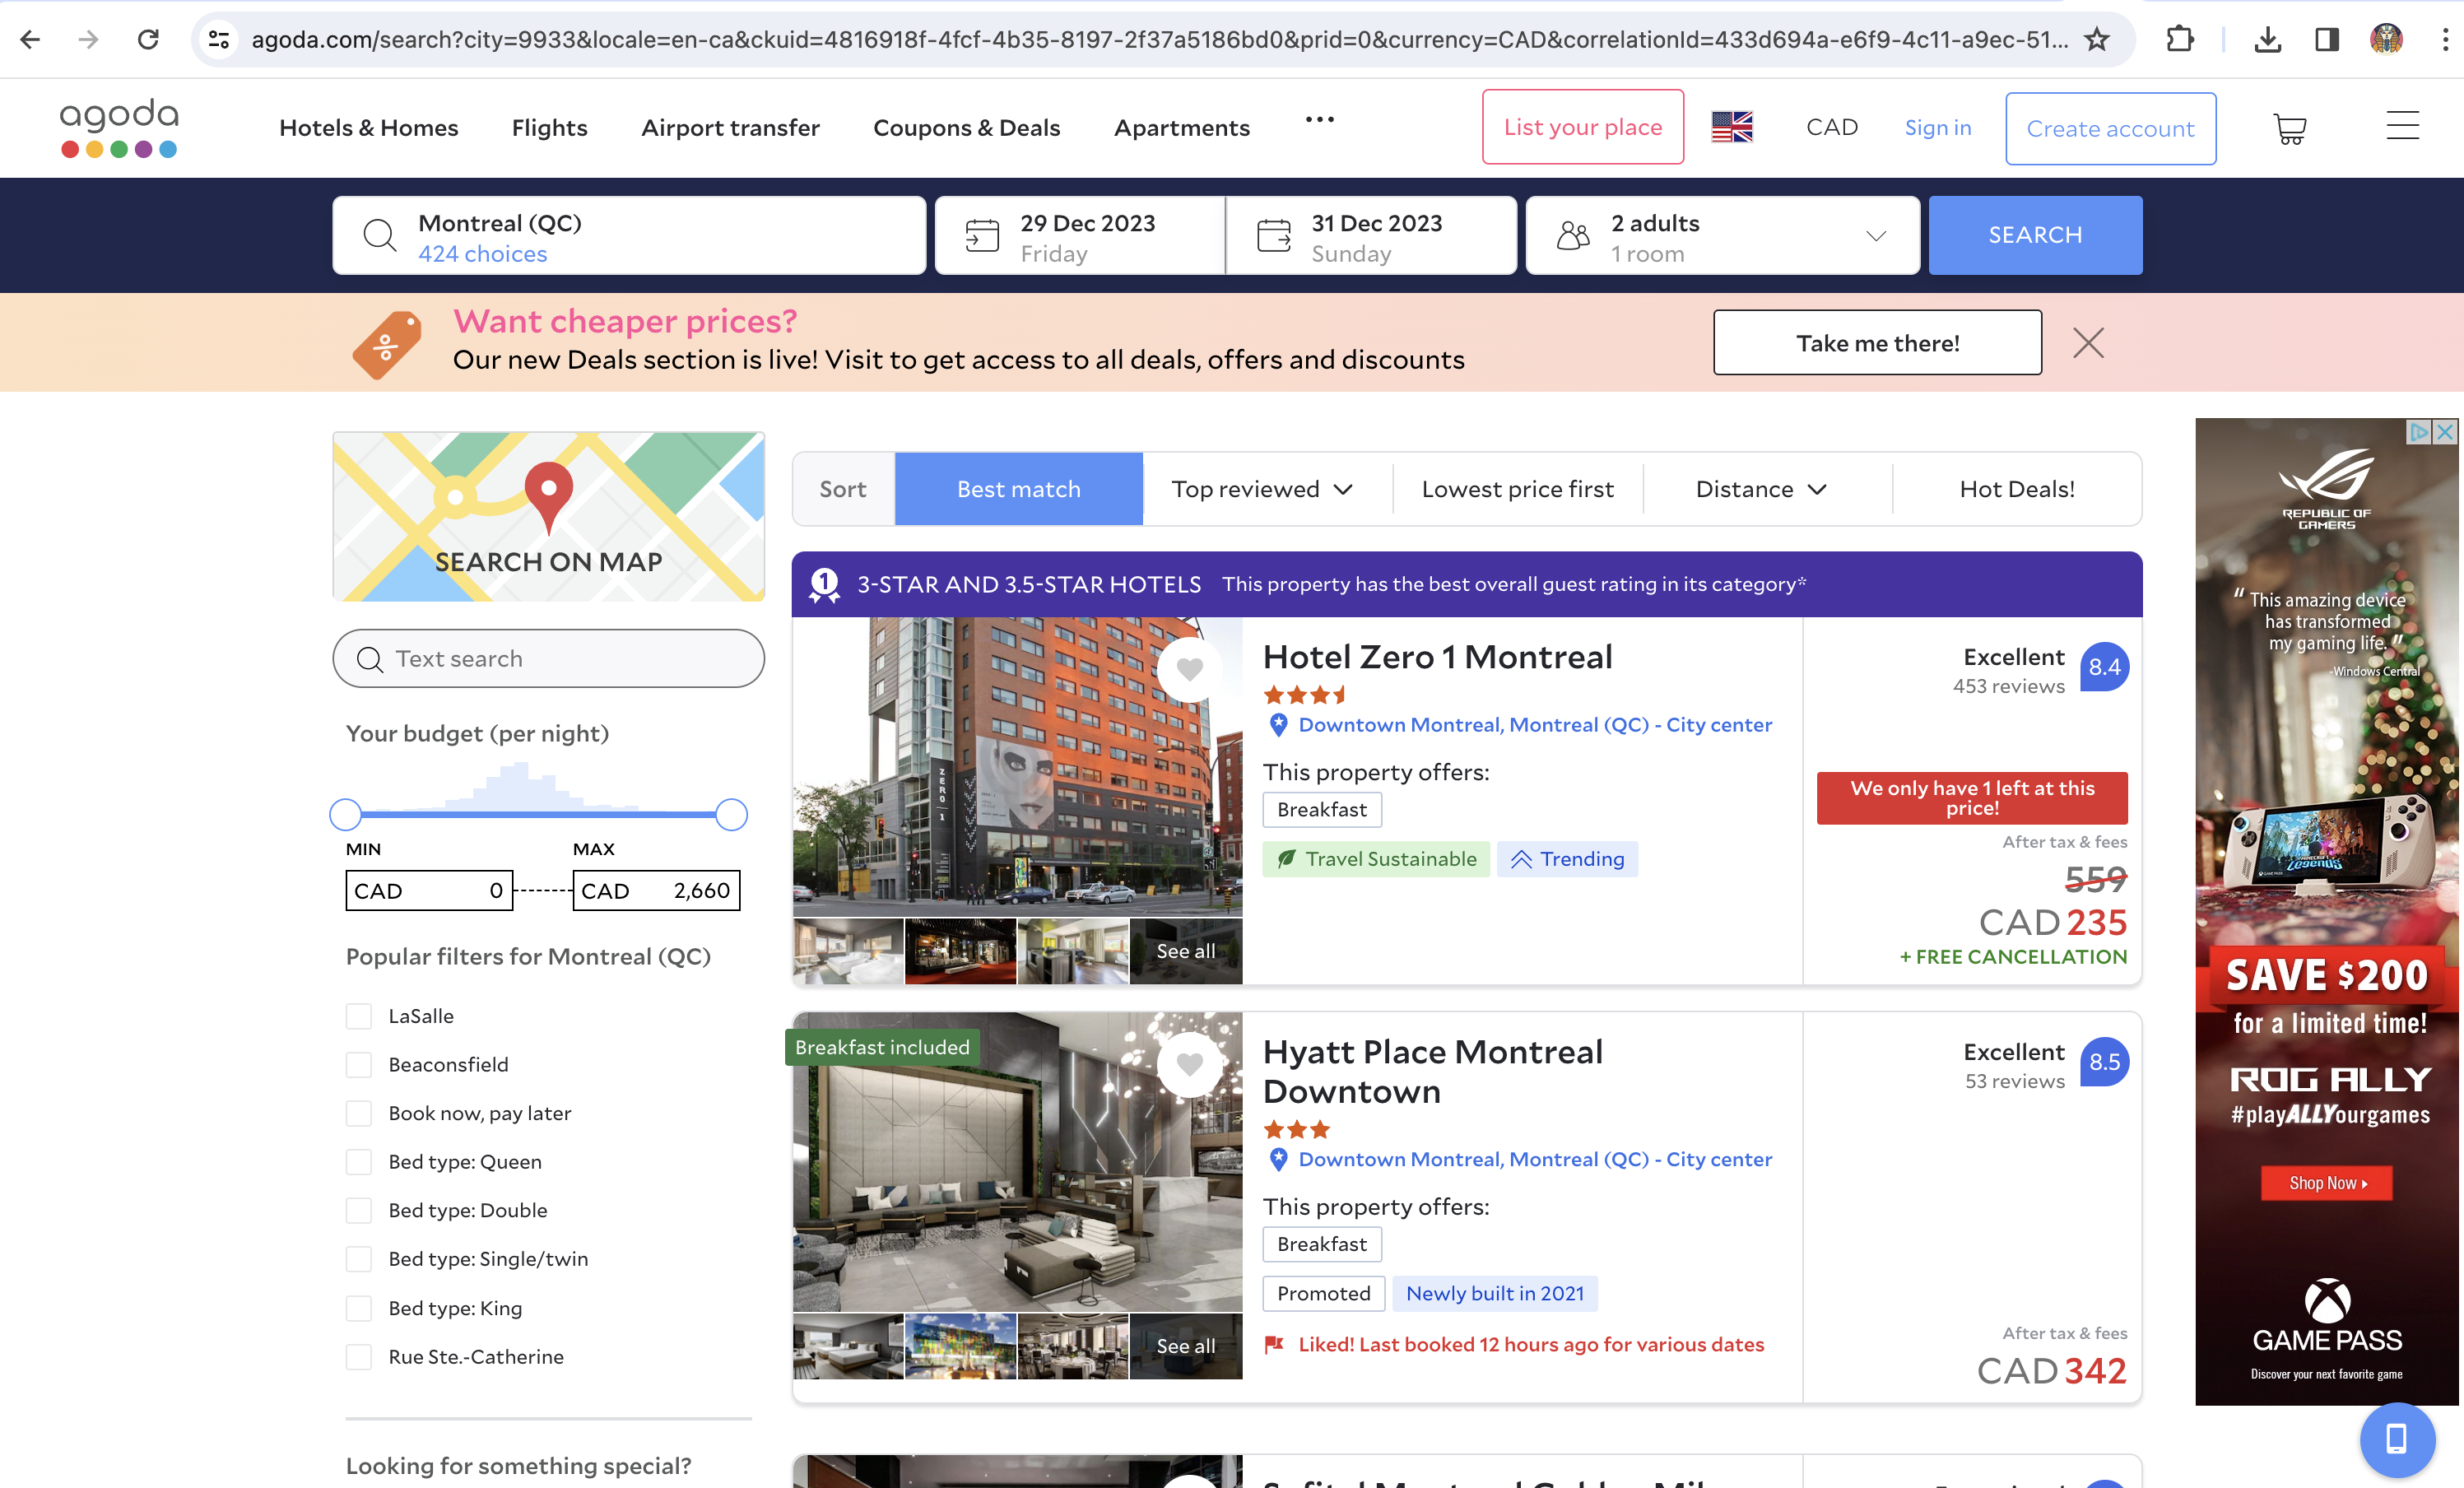 agoda.com/search?city=9933&locale=en-ca&ckuid=4816918f-4fcf-4b35-8197-2f37a5186bd0&prid=0&currency=CAD&correlationId=433d694a-e6f9-4c11-a9ec-51...
agoda
Hotels & Homes
Flights
Airport transfer
Coupons & Deals
Apartments
List your place
CAD
Sign in
Create account
Montreal (QC)
424 choices
29 Dec 2023
Friday
31 Dec 2023
Sunday
2 adults
1 room
SEARCH
Want cheaper prices?
Our new Deals section is live! Visit to get access to all deals, offers and discounts
Take me there!
SEARCH ON MAP
Text search
Your budget (per night)
MIN
MAX
CAD 0
CAD 2,660
Popular filters for Montreal (QC)
LaSalle
Beaconsfield
Book now, pay later
Bed type: Queen
Bed type: Double
Bed type: Single/twin
Bed type: King
Rue Ste.-Catherine
Looking for something special?
Sort
Best match
Top reviewed
Lowest price first
Distance
Hot Deals!
1
3-STAR AND 3.5-STAR HOTELS
This property has the best overall guest rating in its category*
ZERO 1
See all
Hotel Zero 1 Montreal
Downtown Montreal, Montreal (QC) - City center
This property offers:
Breakfast
Travel Sustainable
Trending
Excellent
453 reviews
8.4
We only have 1 left at this
price!
After tax & fees
559
CAD 235
+ FREE CANCELLATION
Breakfast included
See all
Hyatt Place Montreal
Downtown
Downtown Montreal, Montreal (QC) - City center
This property offers:
Breakfast
Promoted
Newly built in 2021
Liked! Last booked 12 hours ago for various dates
Excellent
53 reviews
8.5
After tax & fees
CAD 342
REPUBLIC OF
GAMERS
“ This amazing device
has transformed
my gaming life. ”
-Windows Central
LEGENDS
SAVE $200
for a limited time!
ROG ALLY
#playALLYourgames
Shop Now
GAME PASS
Discover your next favorite game